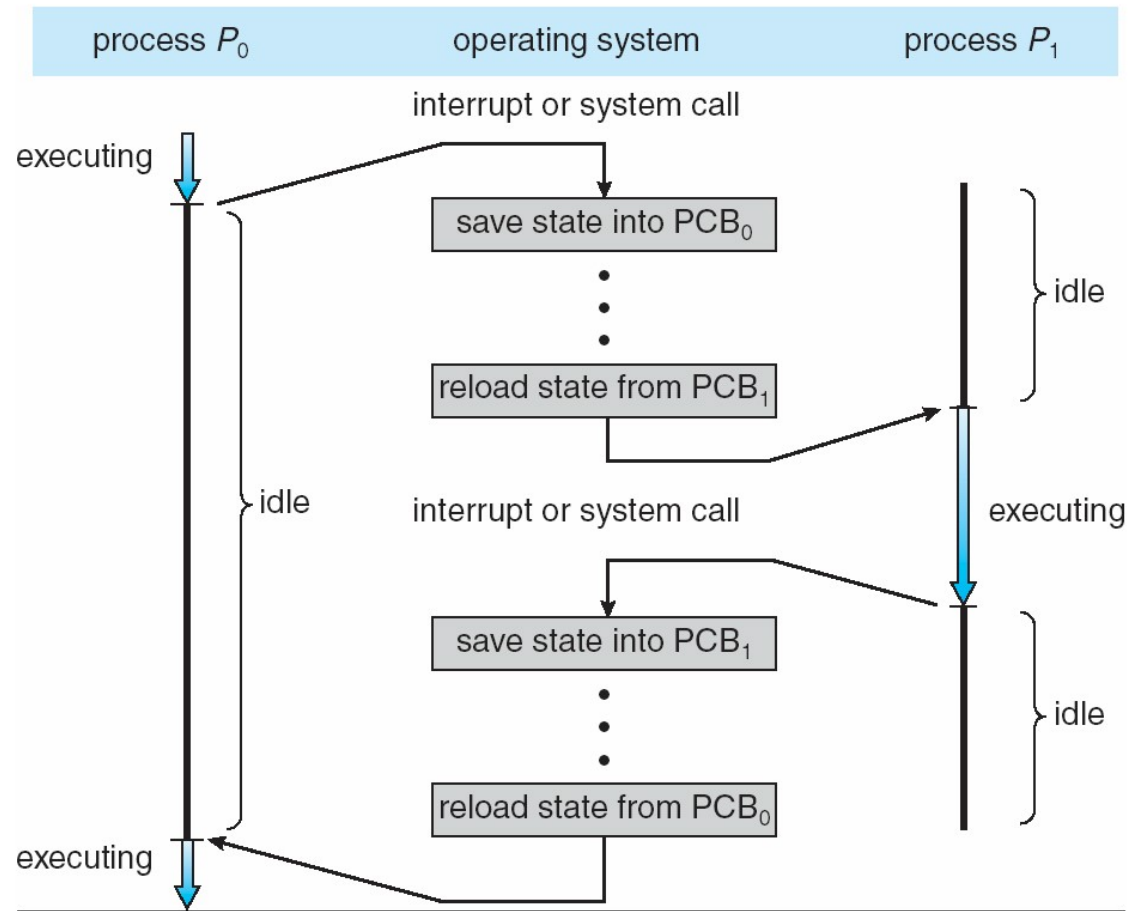 process P0
operating system
process P1
interrupt or system call
executing
save state into PCB0
idle
reload state from PCB1
idle
interrupt or system call
executing
save state into PCB1
idle
reload state from PCB0
executing